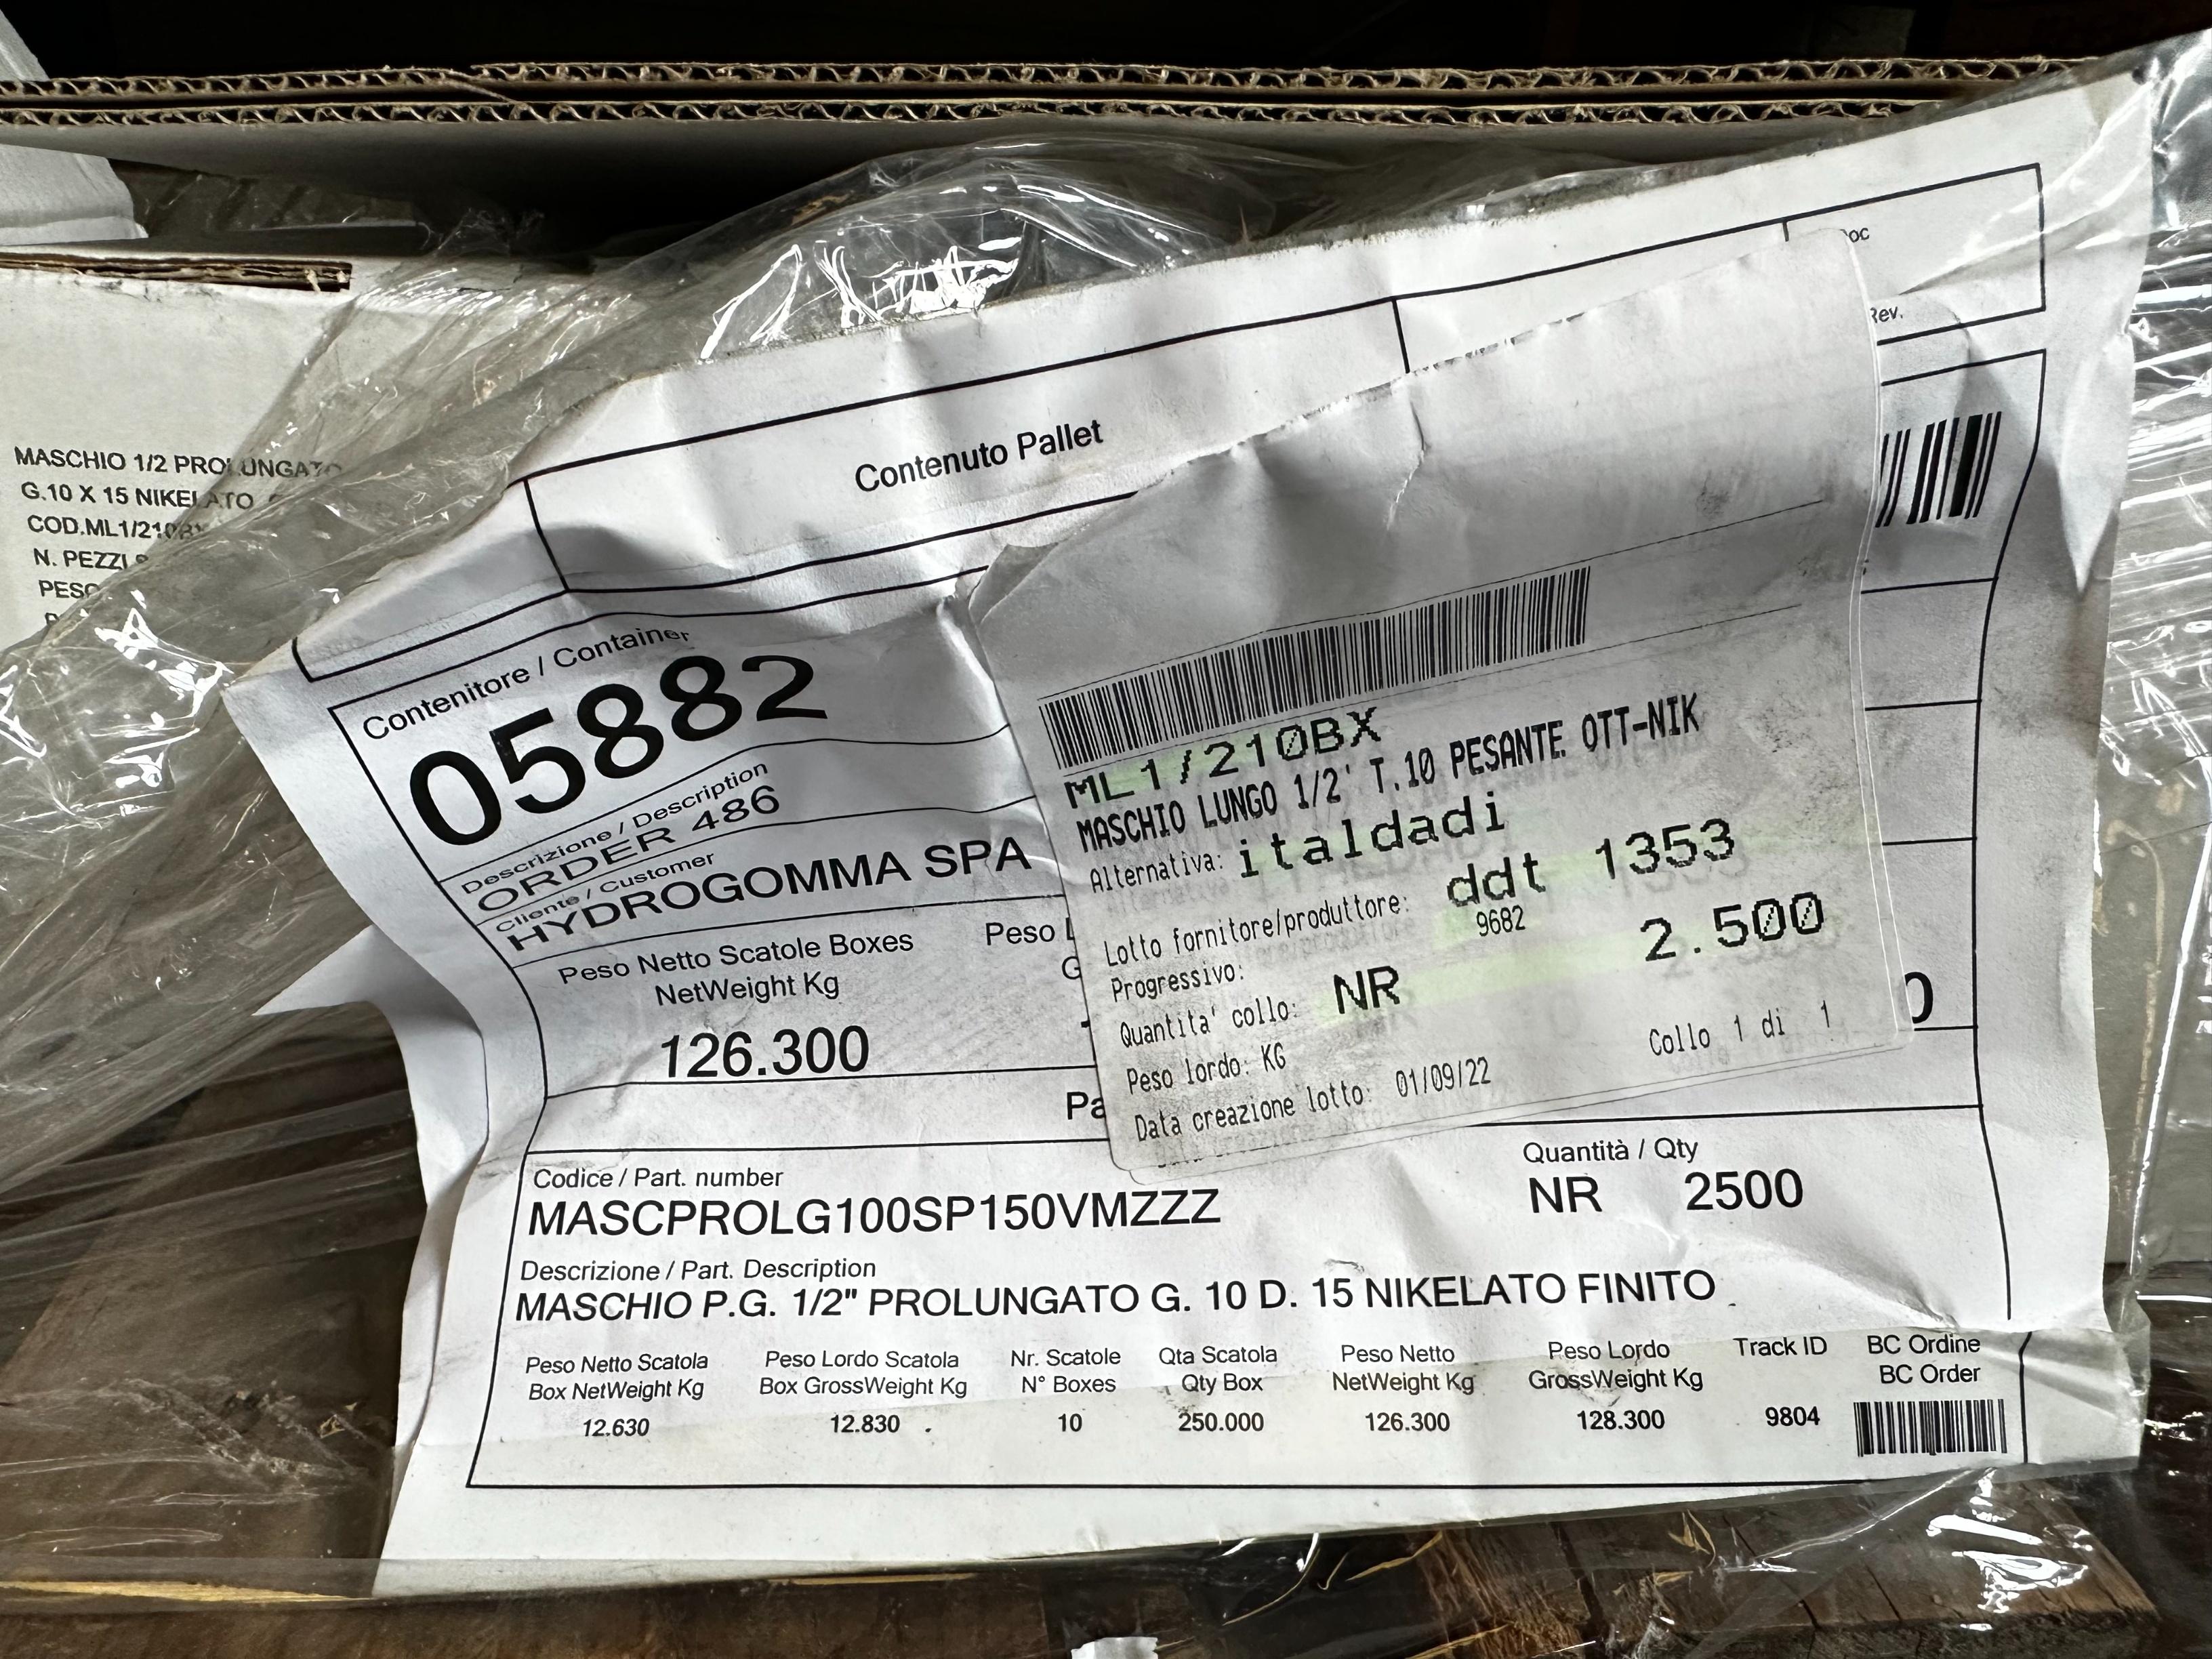 MASCHIO 1/2 PROLUNGATO
G.10 X 15 NIKELATO
COD.ML1/210BX
N. PEZZI
PESO
Contenuto Pallet
Rev.
Contenitore / Container
05882
Descrizione / Description
ORDER 486
Cliente / Customer
HYDROGOMMA SPA
Peso Netto Scatole Boxes
NetWeight Kg
126.300
Peso
ML1/210BX
MASCHIO LUNGO 1/2' T.10 PESANTE OTT-NIK
Alternativa: italdadi
Lotto fornitore/produttore: ddt 1353
Progressivo: 9682
Quantita' collo: NR 2.500
Peso lordo: KG
Collo 1 di 1
Data creazione lotto: 01/09/22
Codice / Part. number
MASCPROLG100SP150VMZZZ
Quantità / Qty
NR 2500
Descrizione / Part. Description
MASCHIO P.G. 1/2" PROLUNGATO G. 10 D. 15 NIKELATO FINITO
Peso Netto Scatola Peso Lordo Scatola Nr. Scatole Qta Scatola Peso Netto Peso Lordo Track ID BC Ordine
Box NetWeight Kg Box GrossWeight Kg N° Boxes Qty Box NetWeight Kg GrossWeight Kg BC Order
12.630 12.830 10 250.000 126.300 128.300 9804